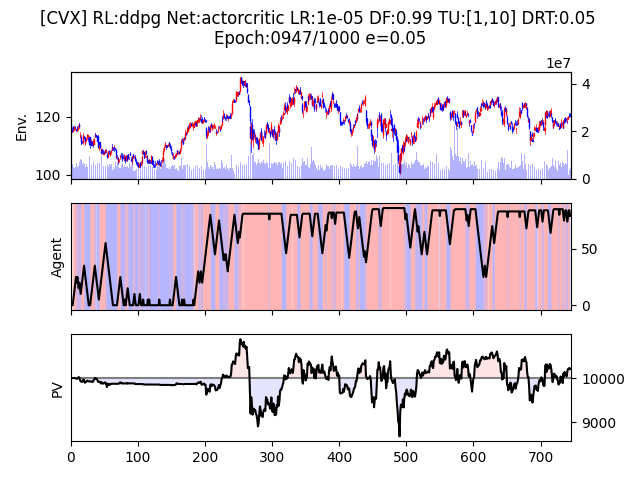 [CVX] RL:ddpg Net:actorcritic LR:1e-05 DF:0.99 TU:[1,10] DRT:0.05
Epoch:0947/1000 e=0.05
1e7
Env.
120
100
4
2
0
Agent
50
0
PV
10000
9000
0 100 200 300 400 500 600 700